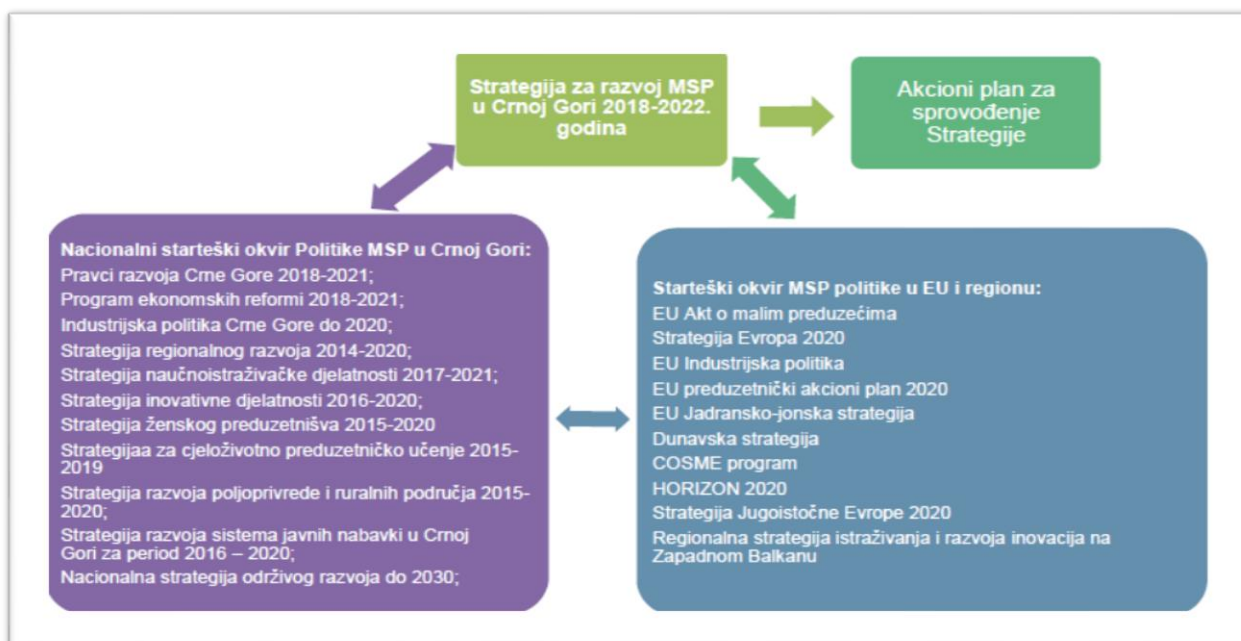 Strategija za razvoj MSP
u Crnoj Gori 2018-2022.
godina
Akcioni plan za
sprovođenje
Strategije
Nacionalni starteški okvir Politike MSP u Crnoj Gori:
Pravci razvoja Crne Gore 2018-2021;
Program ekonomskih reformi 2018-2021;
Industrijska politika Crne Gore do 2020;
Strategija regionalnog razvoja 2014-2020;
Strategija naučnoistraživačke djelatnosti 2017-2021;
Strategija inovativne djelatnosti 2016-2020;
Strategija ženskog preduzetnišva 2015-2020
Strategijaa za cjeloživotno preduzetničko učenje 2015-
2019
Strategija razvoja poljoprivrede i ruralnih područja 2015-
2020;
Strategija razvoja sistema javnih nabavki u Crnoj
Gori za period 2016 – 2020;
Nacionalna strategija održivog razvoja do 2030;
Starteški okvir MSP politike u EU i regionu:
EU Akt o malim preduzećima
Strategija Evropa 2020
EU Industrijska politika
EU preduzetnički akcioni plan 2020
EU Jadransko-jonska strategija
Dunavska strategija
COSME program
HORIZON 2020
Strategija Jugoistočne Evrope 2020
Regionalna strategija istraživanja i razvoja inovacija na
Zapadnom Balkanu